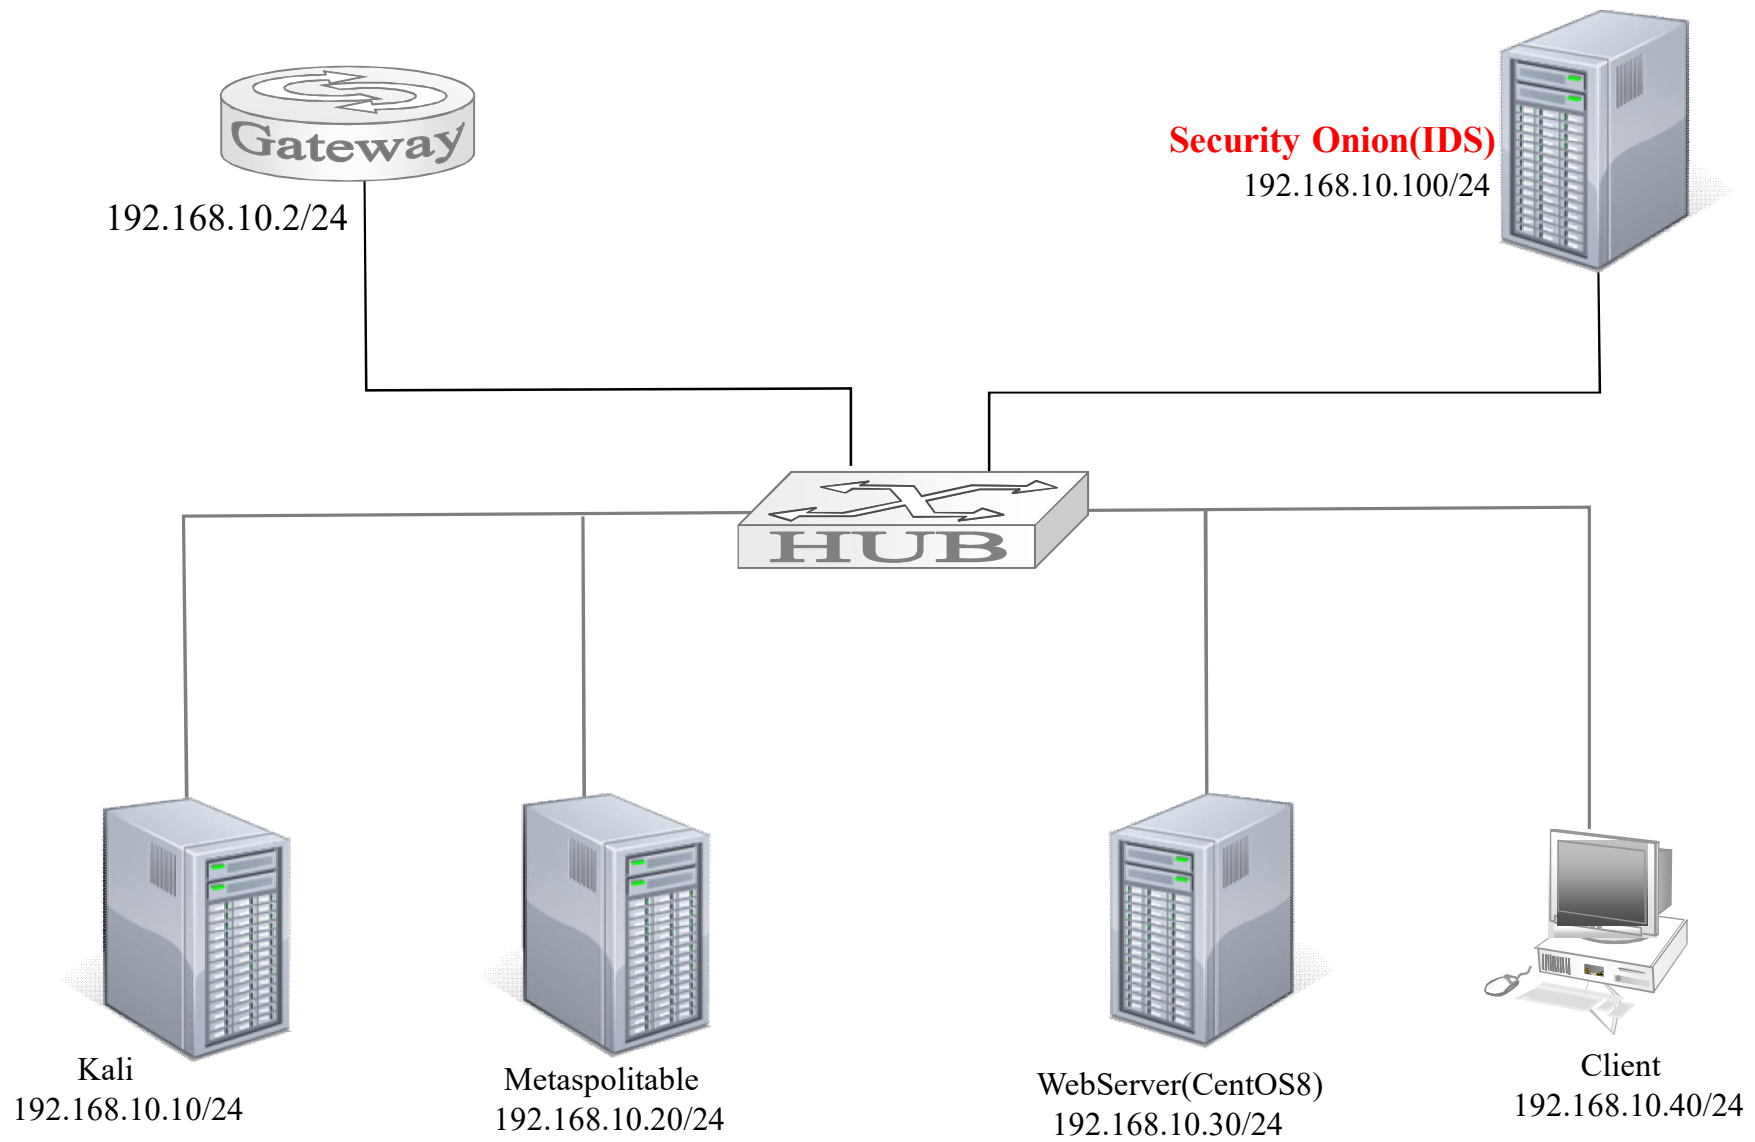 Gateway
192.168.10.2/24
Security Onion(IDS)
192.168.10.100/24
HUB
Kali
192.168.10.10/24
Metaspolitable
192.168.10.20/24
WebServer(CentOS8)
192.168.10.30/24
Client
192.168.10.40/24